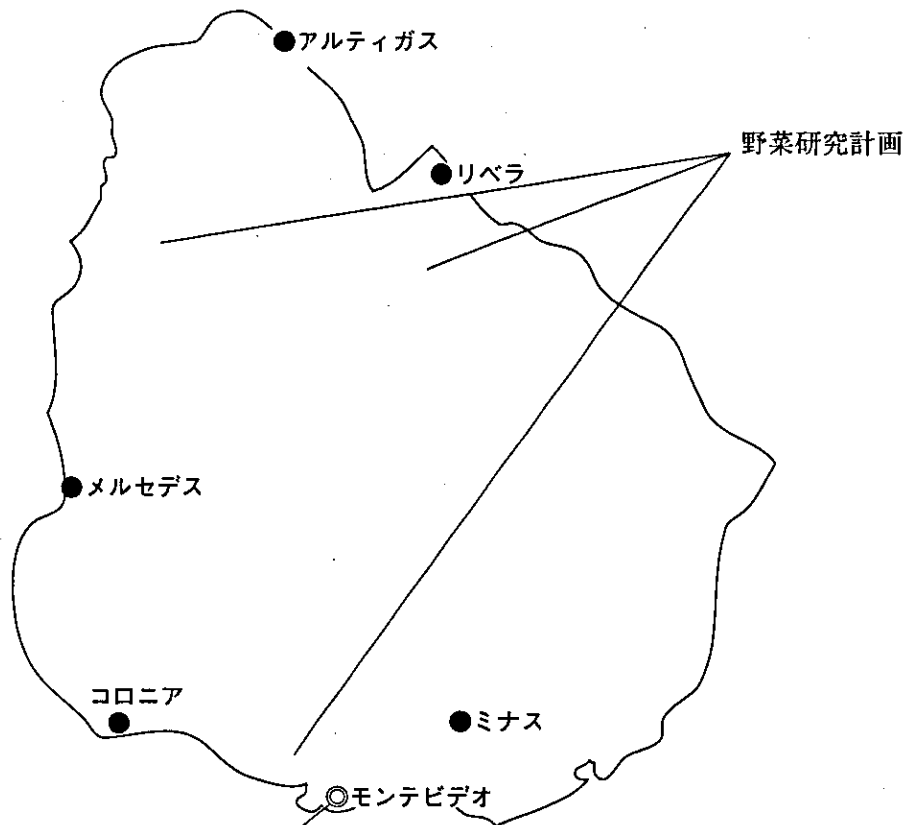 アルティガス
野菜研究計画
リベラ
メルセデス
コロニア
ミナス
モンテビデオ